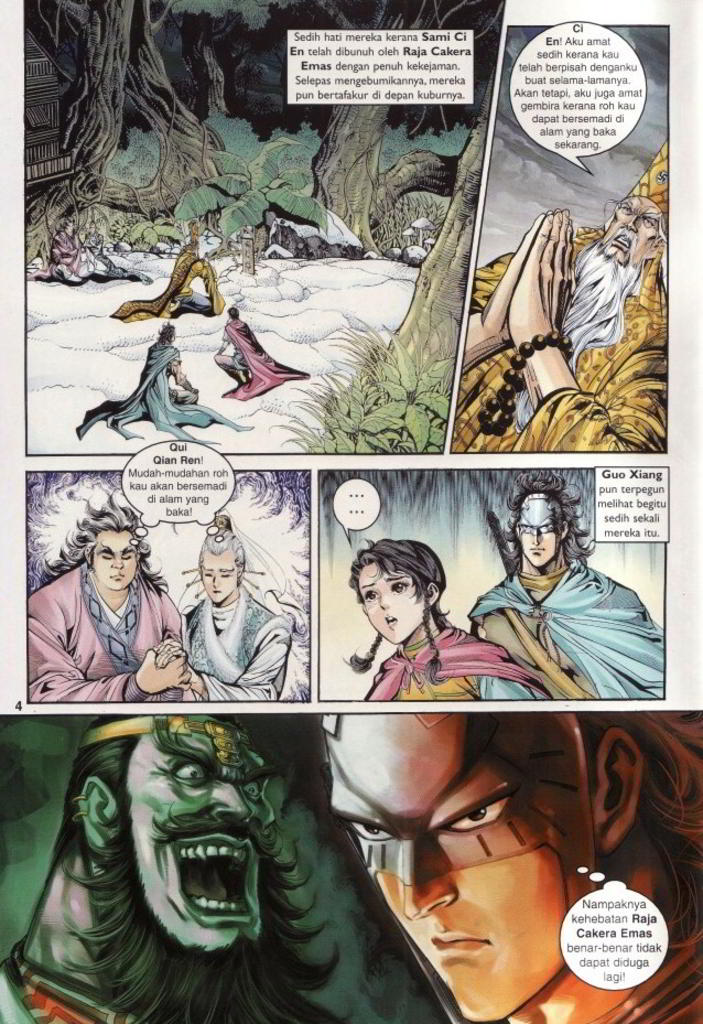 Sedih hati mereka kerana Sami Ci
En telah dibunuh oleh Raja Cakera
Emas dengan penuh kekejaman.
Selepas mengebumikannya, mereka
pun bertafakur di depan kuburnya.
Ci
En! Aku amat
sedih kerana kau
telah berpisah denganku
buat selama-lamanya.
Akan tetapi, aku juga amat
gembira kerana roh kau
dapat bersemadi di
alam yang baka
sekarang.
Qui
Qian Ren!
Mudah-mudahan roh
kau akan bersemadi
di alam yang
baka!
...
...
Guo Xiang
pun terpegun
melihat begitu
sedih sekali
mereka itu.
4
Nampaknya
kehebatan Raja
Cakera Emas
benar-benar tidak
dapat diduga
lagi!